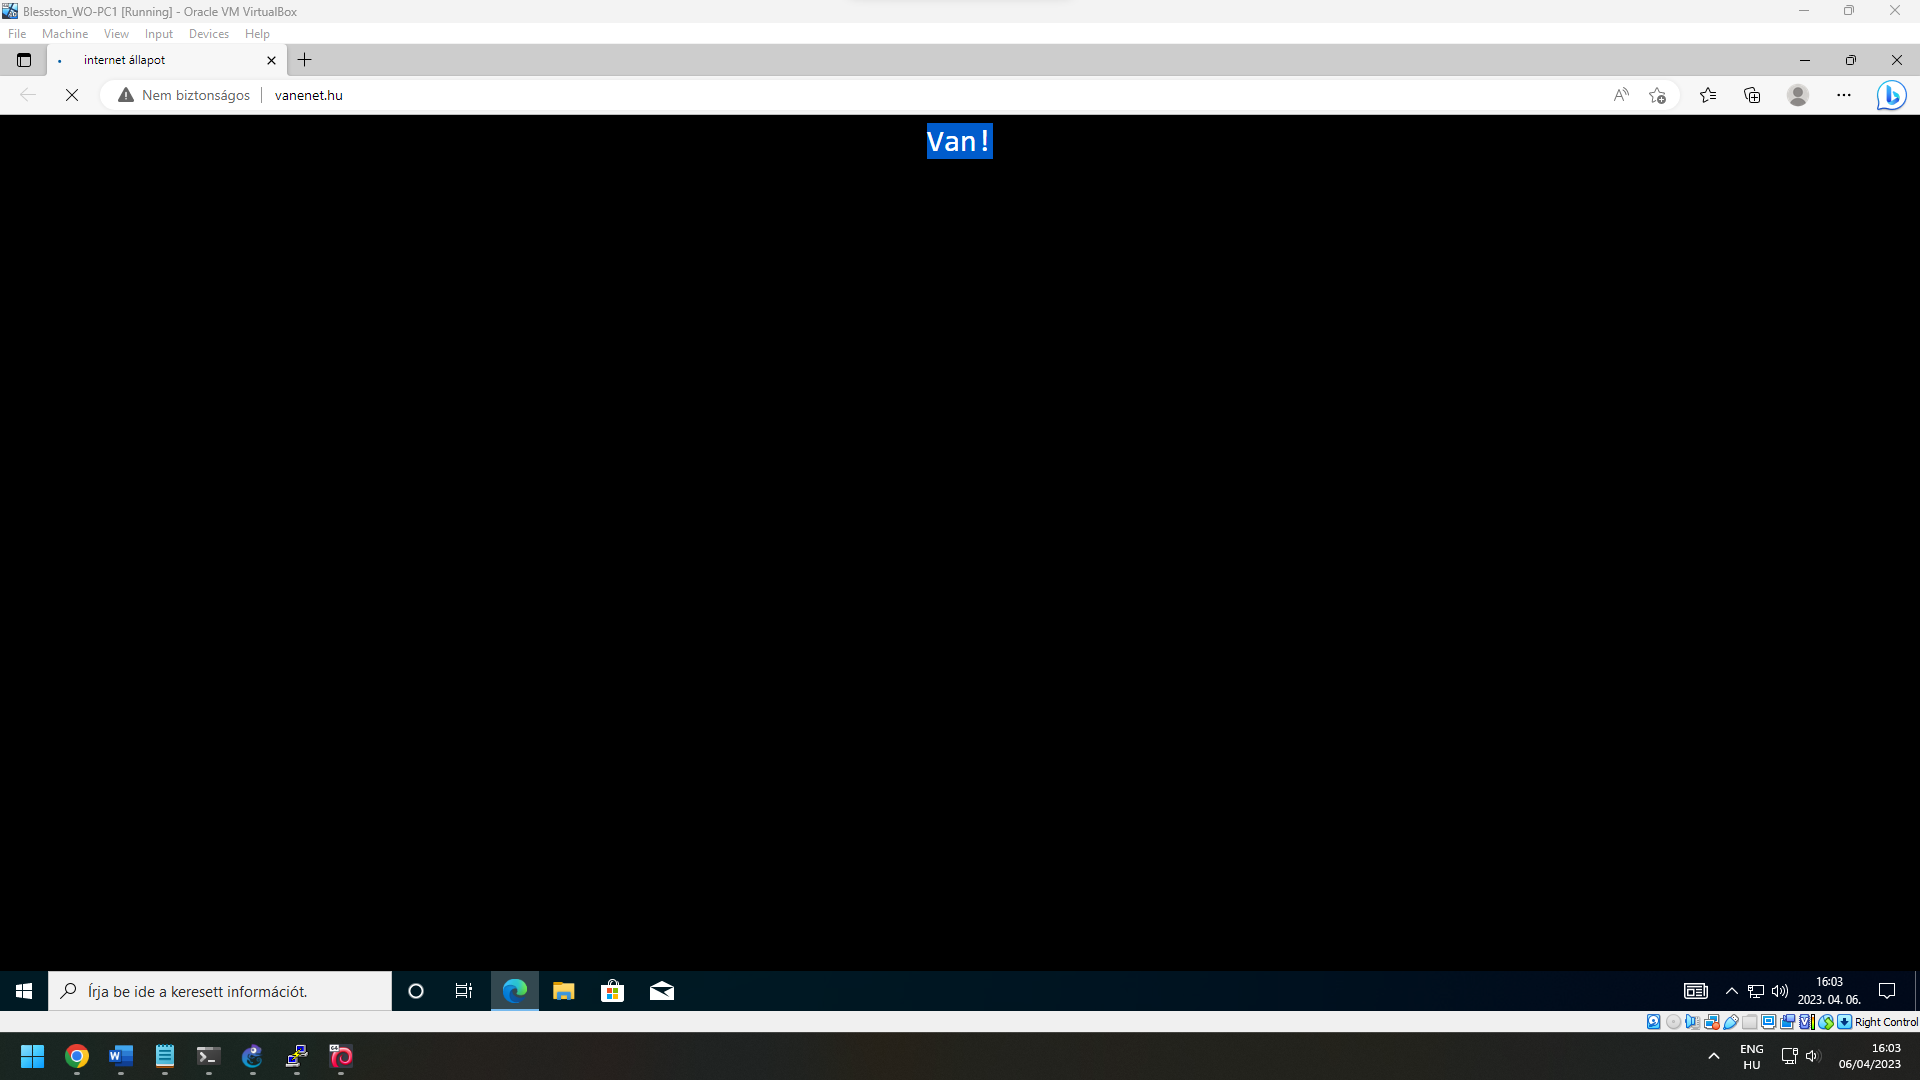 Blesston_WO-PC1 [Running] - Oracle VM VirtualBox
File Machine View Input Devices Help
internet állapot
Nem biztonságos vanenet.hu
Van!
Írja be ide a keresett információt.
16:03
2023. 04. 06.
Right Control
ENG
HU
16:03
06/04/2023